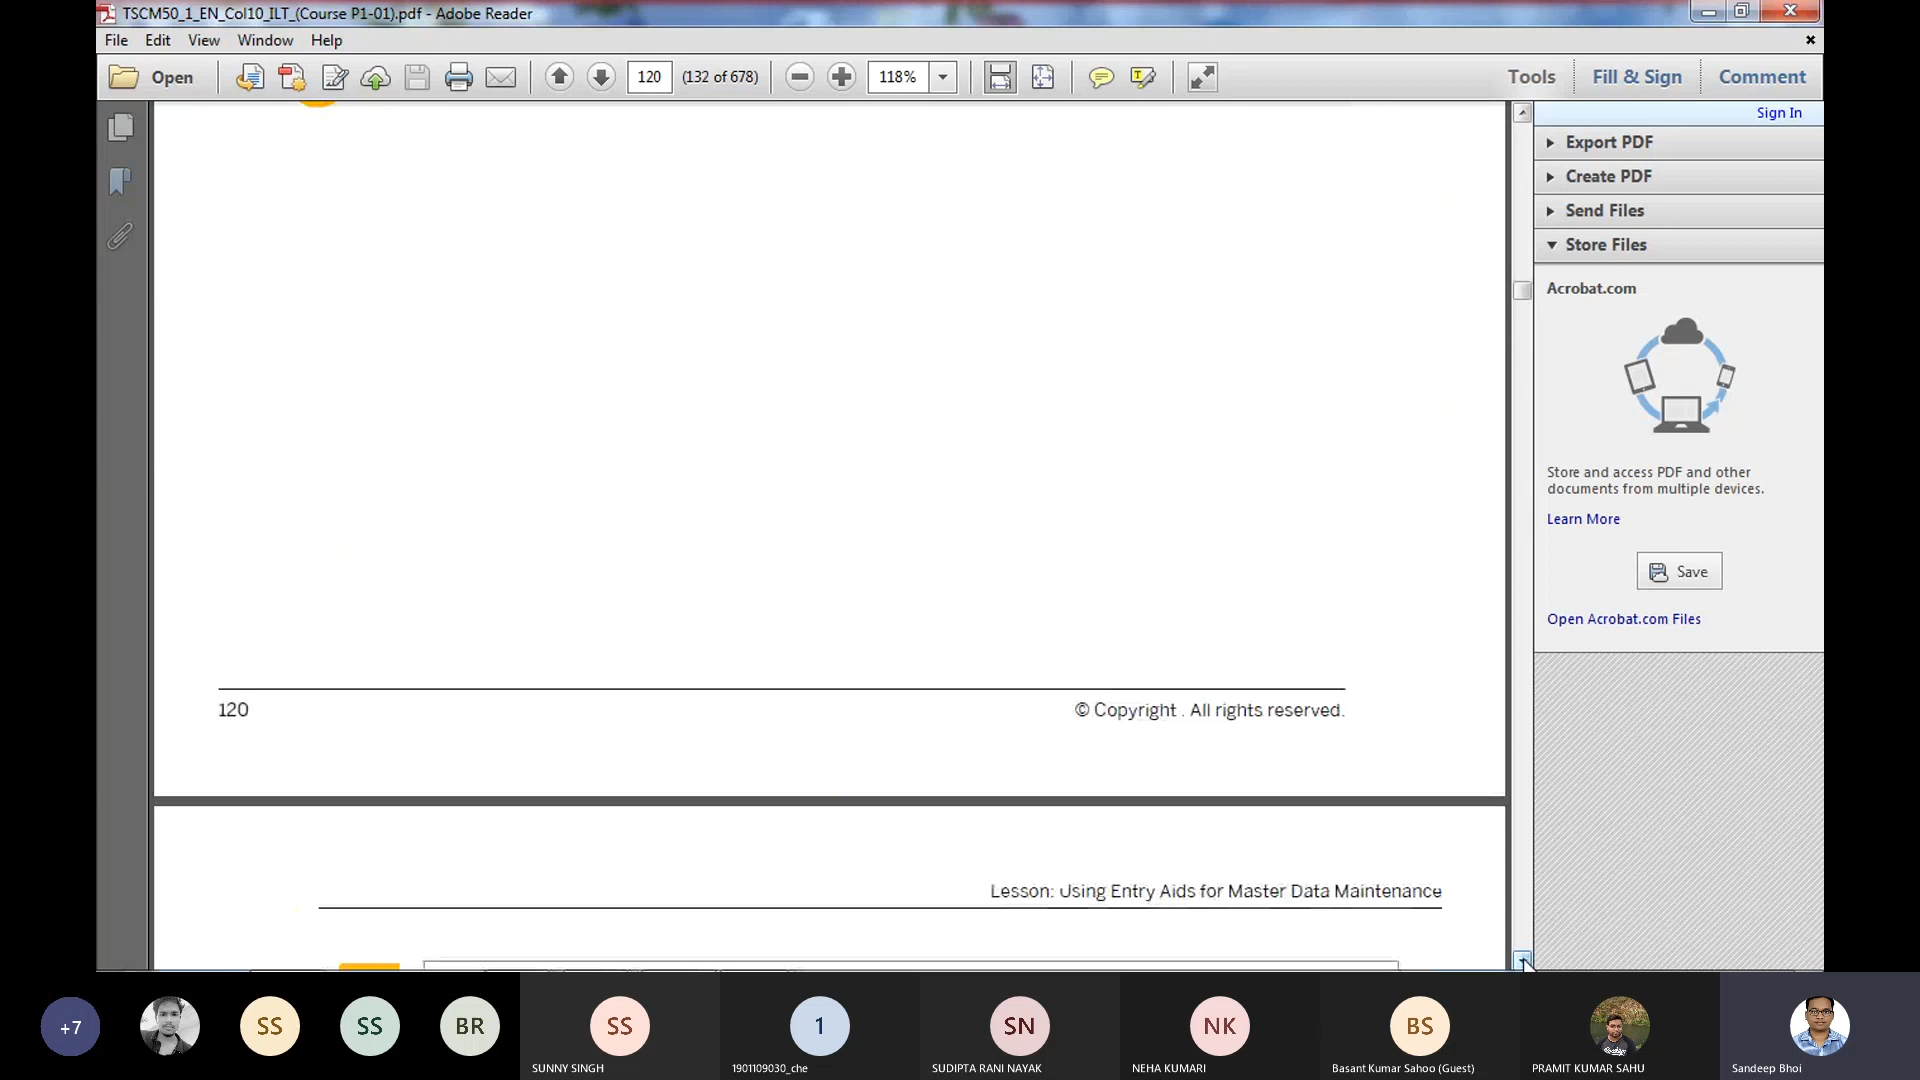 TSCM50_1_EN_Col10_ILT_(Course P1-01).pdf - Adobe Reader
File Edit View Window Help
Open 120 (132 of 678) 118% Tools Fill & Sign Comment
Sign In
Export PDF
Create PDF
Send Files
Store Files
Acrobat.com
Store and access PDF and other
documents from multiple devices.
Learn More
Save
Open Acrobat.com Files
120 © Copyright . All rights reserved.
Lesson: Using Entry Aids for Master Data Maintenance
+7 SS SS BR SS 1 SN NK BS
SUNNY SINGH 1901109030_che SUDIPTA RANI NAYAK NEHA KUMARI Basant Kumar Sahoo (Guest) PRAMIT KUMAR SAHU Sandeep Bhoi